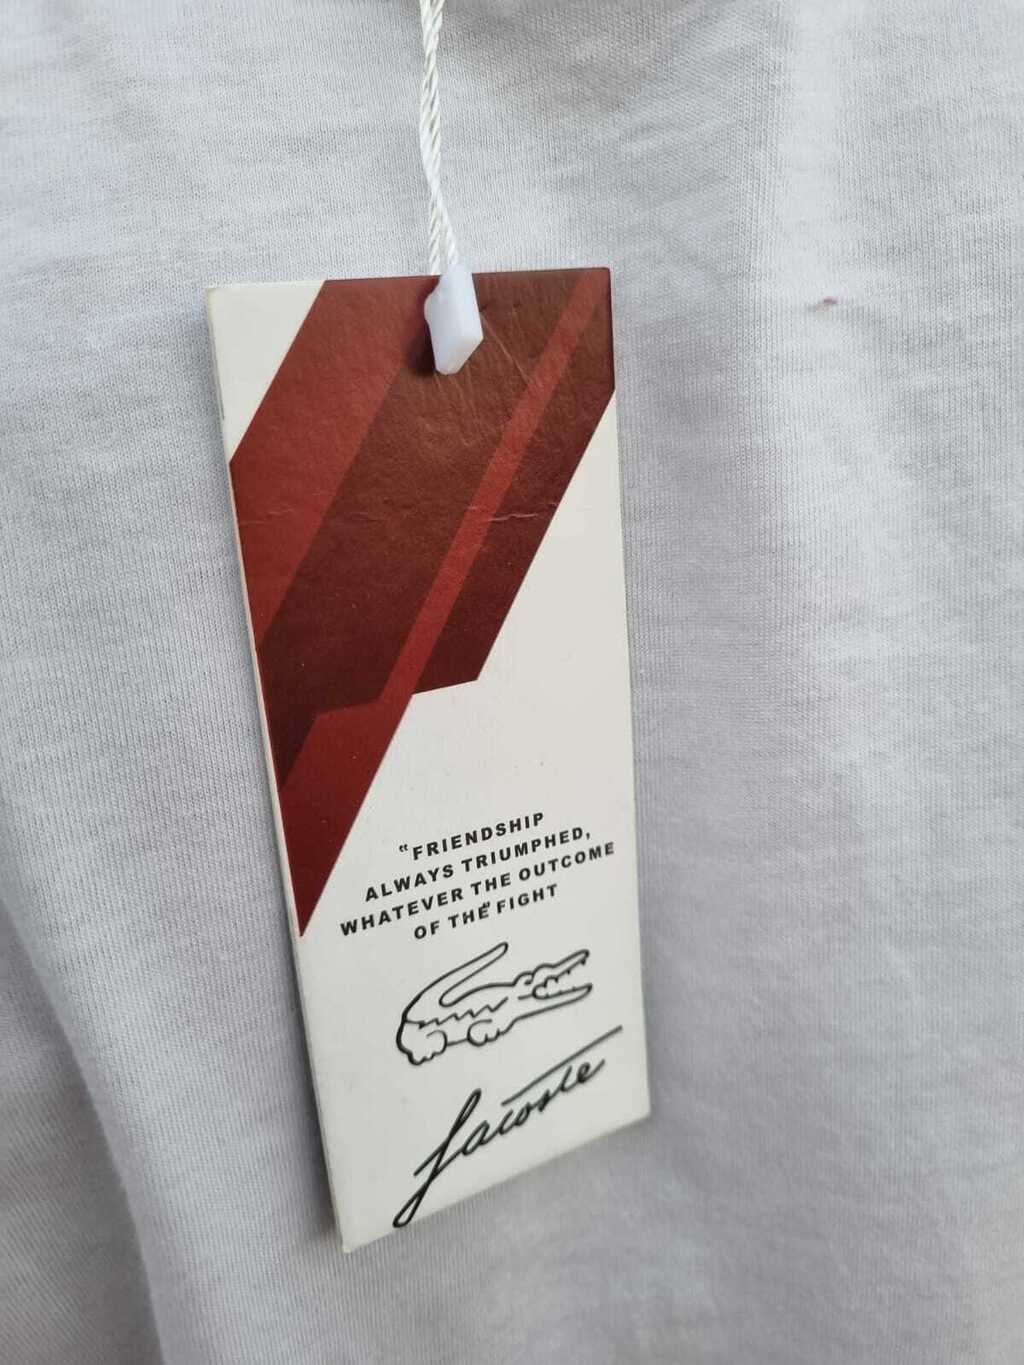 “FRIENDSHIP
ALWAYS TRIUMPHED,
WHATEVER THE OUTCOME
OF THE”FIGHT
Lacoste